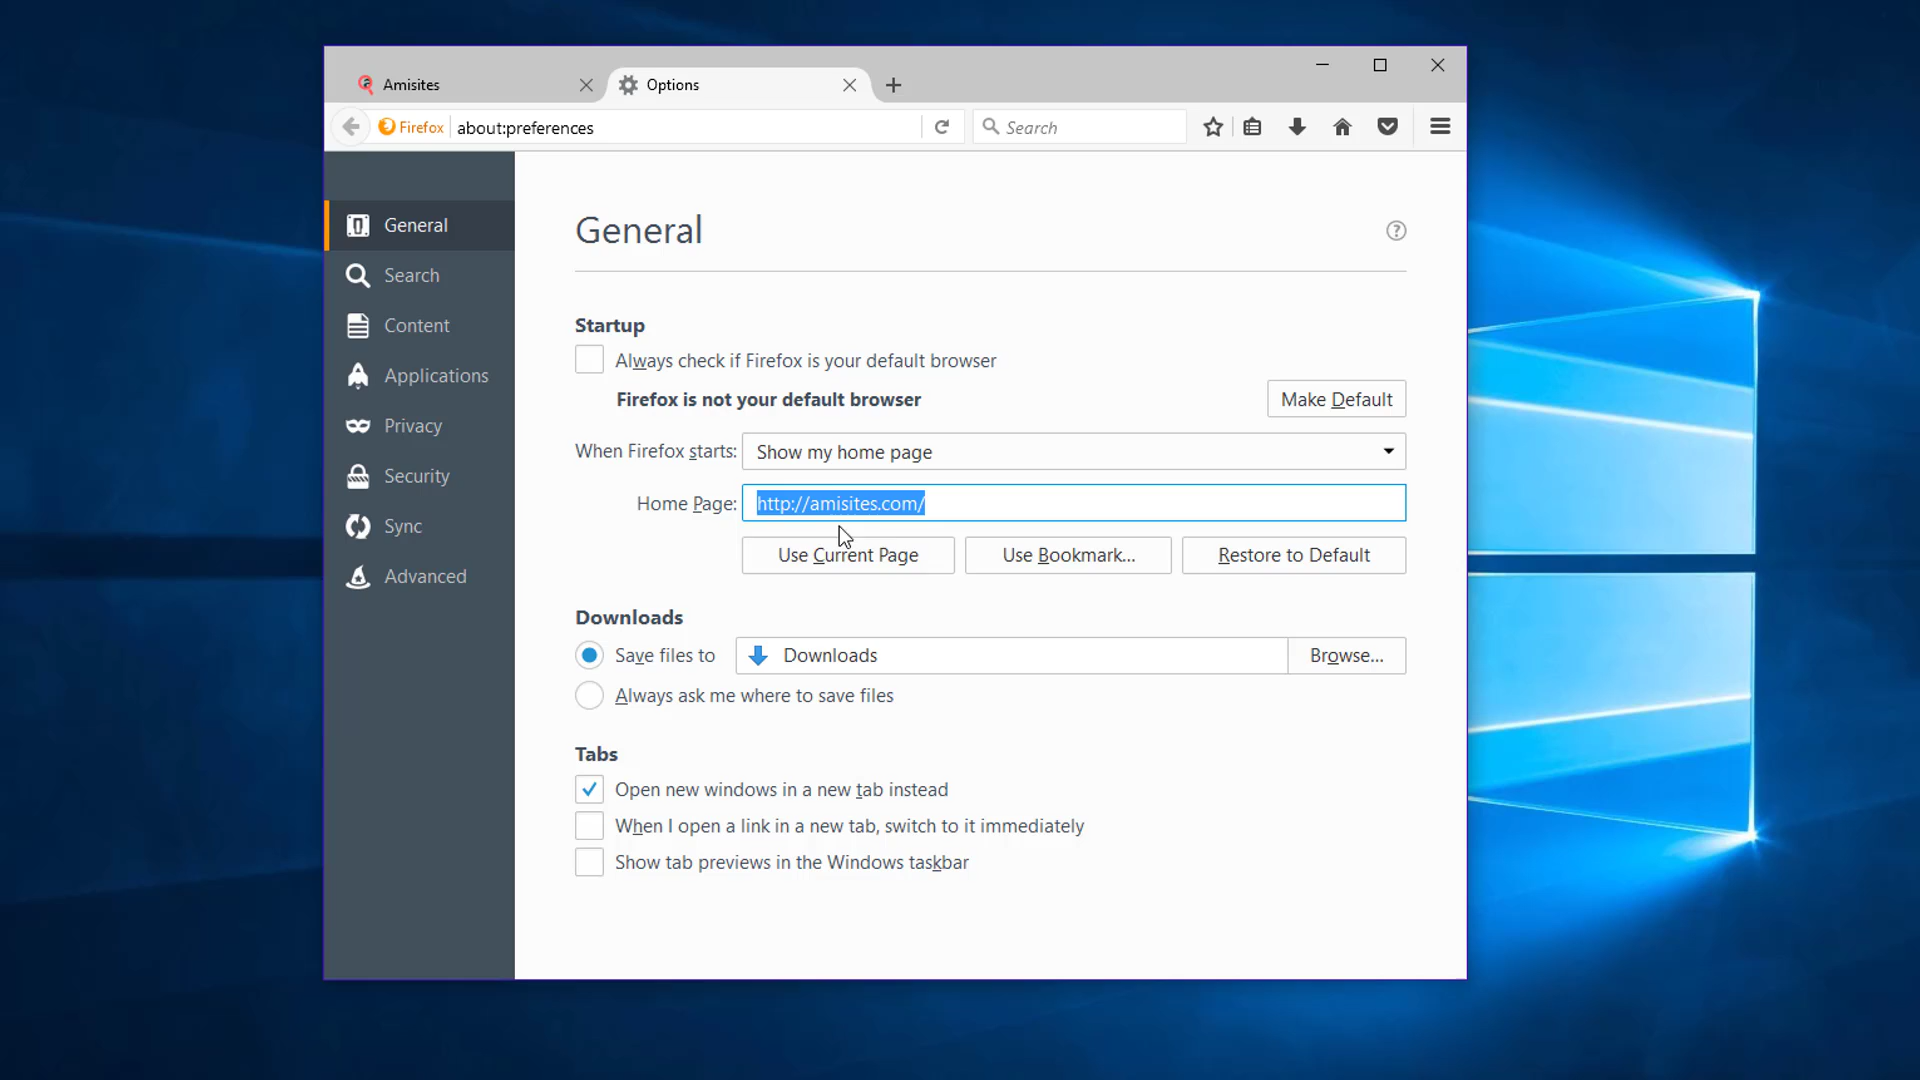 Amisites
Options
Firefox
about:preferences
Search
General
Search
Content
Applications
Privacy
Security
Sync
Advanced
General
Startup
Always check if Firefox is your default browser
Firefox is not your default browser
Make Default
When Firefox starts:
Show my home page
Home Page:
http://amisites.com/
Use Current Page
Use Bookmark...
Restore to Default
Downloads
Save files to
Downloads
Browse...
Always ask me where to save files
Tabs
Open new windows in a new tab instead
When I open a link in a new tab, switch to it immediately
Show tab previews in the Windows taskbar